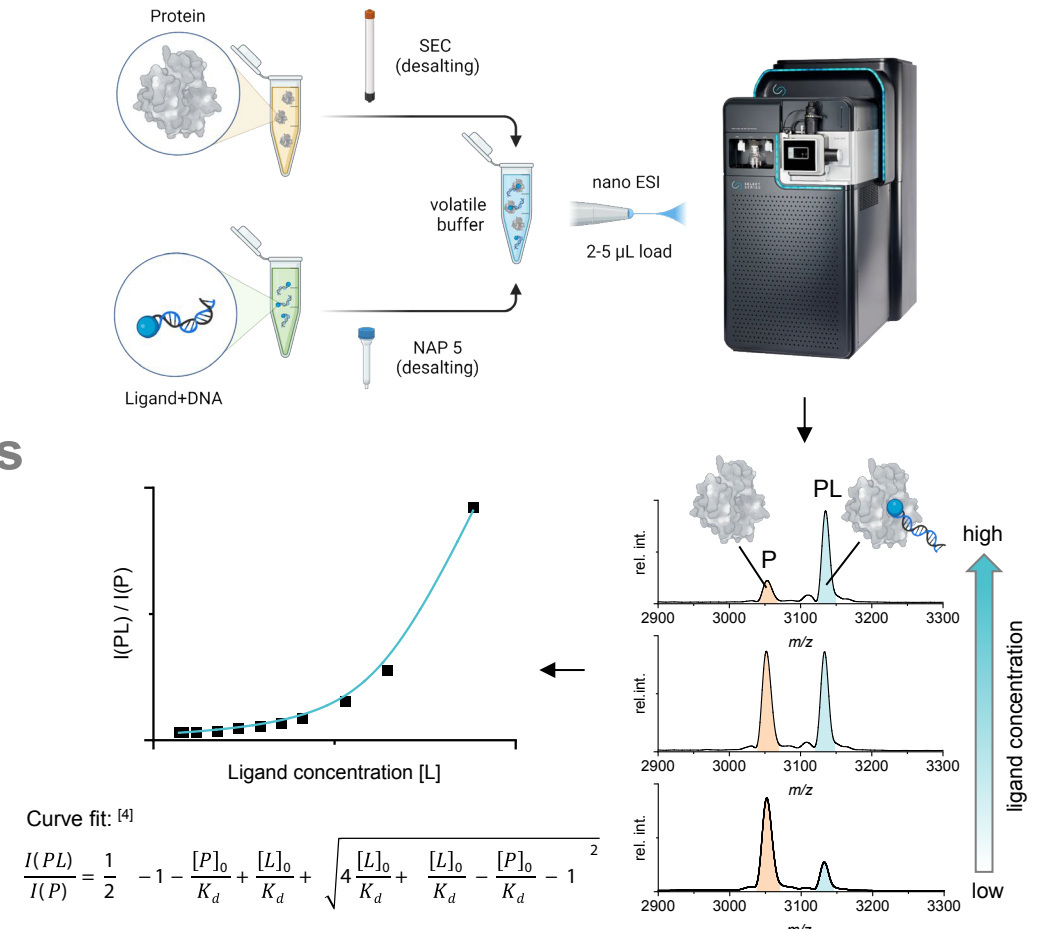 Protein
SEC
(desalting)
volatile
buffer
nano ESI
2-5 µL load
NAP 5
(desalting)
Ligand+DNA
s
PL
P
high
rel. int.
2900 3000 3100 3200 3300
m/z
rel.int.
2900 3000 3100 3200 3300
m/z
rel. int.
2900 3000 3100 3200 3300
m/z
ligand concentration
low
I(PL) / I(P)
Ligand concentration [L]
Curve fit: [4]
I(PL)/I(P) = 1/2 -1 - [P]0/Kd + [L]0/Kd + √4 [L]0/Kd + [L]0/Kd - [P]0/Kd - 1 2